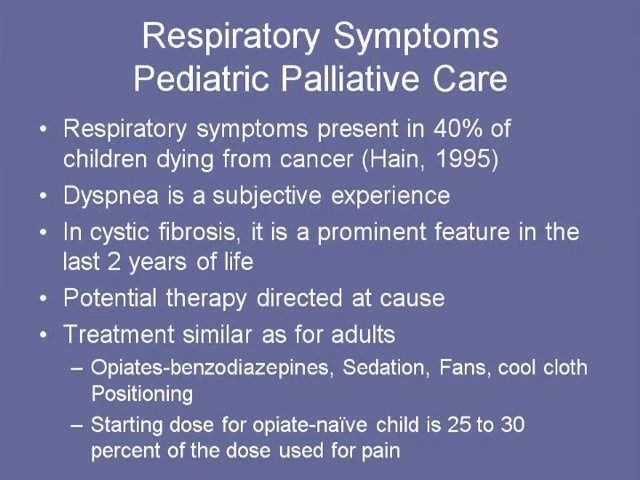 Respiratory Symptoms
Pediatric Palliative Care
• Respiratory symptoms present in 40% of
children dying from cancer (Hain, 1995)
• Dyspnea is a subjective experience
• In cystic fibrosis, it is a prominent feature in the
last 2 years of life
• Potential therapy directed at cause
• Treatment similar as for adults
– Opiates-benzodiazepines, Sedation, Fans, cool cloth
Positioning
– Starting dose for opiate-naïve child is 25 to 30
percent of the dose used for pain